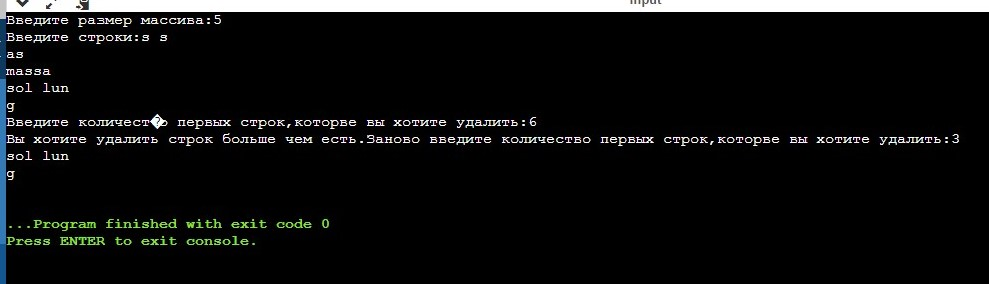 input
Введите размер массива:5
Введите строки:s s
as
massa
sol lun
g
Введите количест�о первых строк,которве вы хотите удалить:6
Вы хотите удалить строк больше чем есть.Заново введите количество первых строк,которве вы хотите удалить:3
sol lun
g
...Program finished with exit code 0
Press ENTER to exit console.